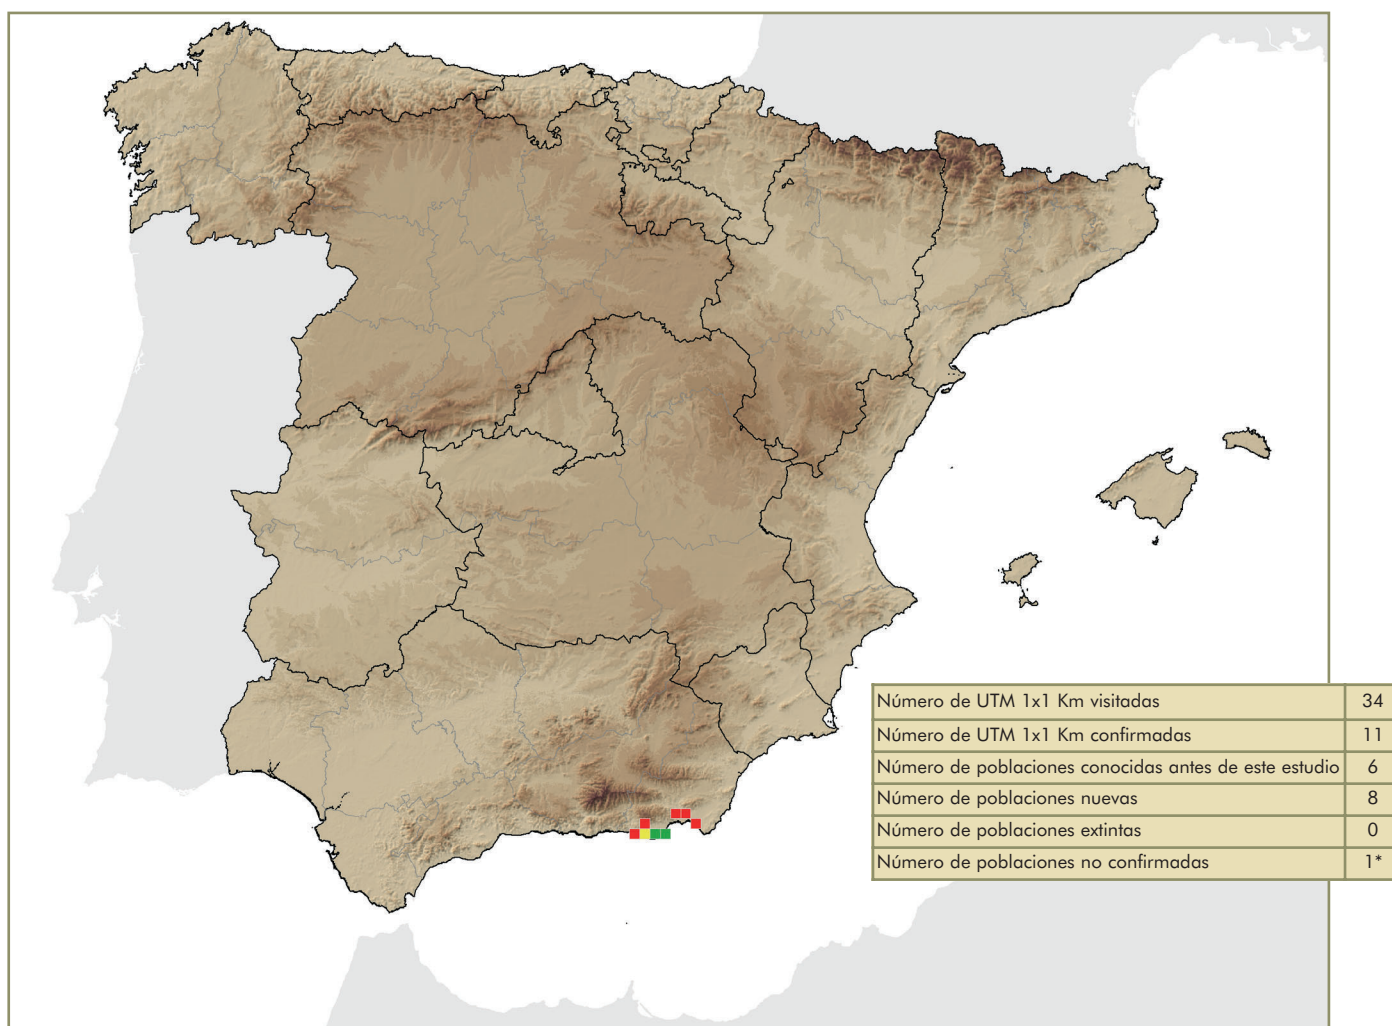 Número de UTM 1x1 Km visitadas 34
Número de UTM 1x1 Km confirmadas 11
Número de poblaciones conocidas antes de este estudio 6
Número de poblaciones nuevas 8
Número de poblaciones extintas 0
Número de poblaciones no confirmadas 1*